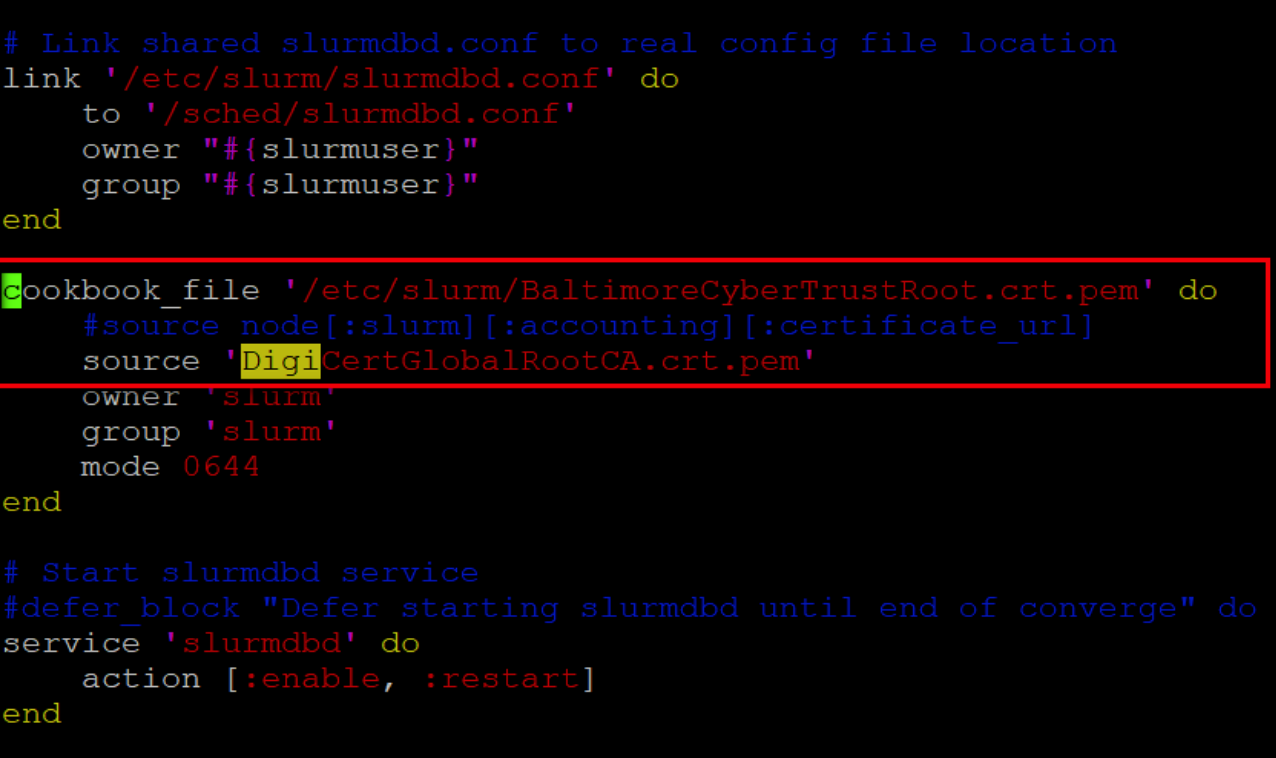 # Link shared slurmdbd.conf to real config file location
link '/etc/slurm/slurmdbd.conf' do
    to '/sched/slurmdbd.conf'
    owner "#{slurmuser}"
    group "#{slurmuser}"
end
cookbook_file '/etc/slurm/BaltimoreCyberTrustRoot.crt.pem' do
    #source node[:slurm][:accounting][:certificate_url]
    source 'DigiCertGlobalRootCA.crt.pem'
    owner 'slurm'
    group 'slurm'
    mode 0644
end
# Start slurmdbd service
#defer_block "Defer starting slurmdbd until end of converge" do
service 'slurmdbd' do
    action [:enable, :restart]
end